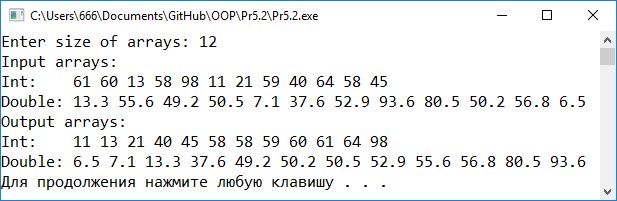 C:\Users\666\Documents\GitHub\OOP\Pr5.2\Pr5.2.exe
Enter size of arrays: 12
Input arrays:
Int:    61 60 13 58 98 11 21 59 40 64 58 45
Double: 13.3 55.6 49.2 50.5 7.1 37.6 52.9 93.6 80.5 50.2 56.8 6.5
Output arrays:
Int:    11 13 21 40 45 58 58 59 60 61 64 98
Double: 6.5 7.1 13.3 37.6 49.2 50.2 50.5 52.9 55.6 56.8 80.5 93.6
Для продолжения нажмите любую клавишу . . .